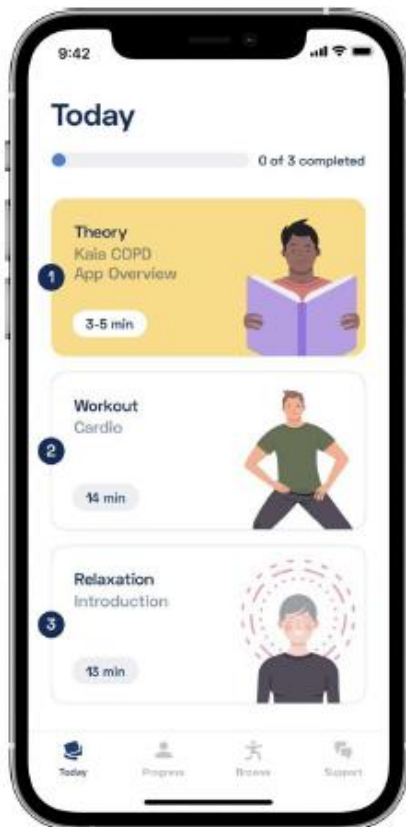 9:42
Today
0 of 3 completed
Theory
Kaia COPD
App Overview
1
3-5 min
Workout
Cardio
2
14 min
Relaxation
Introduction
3
13 min
Today Progress Browse Support